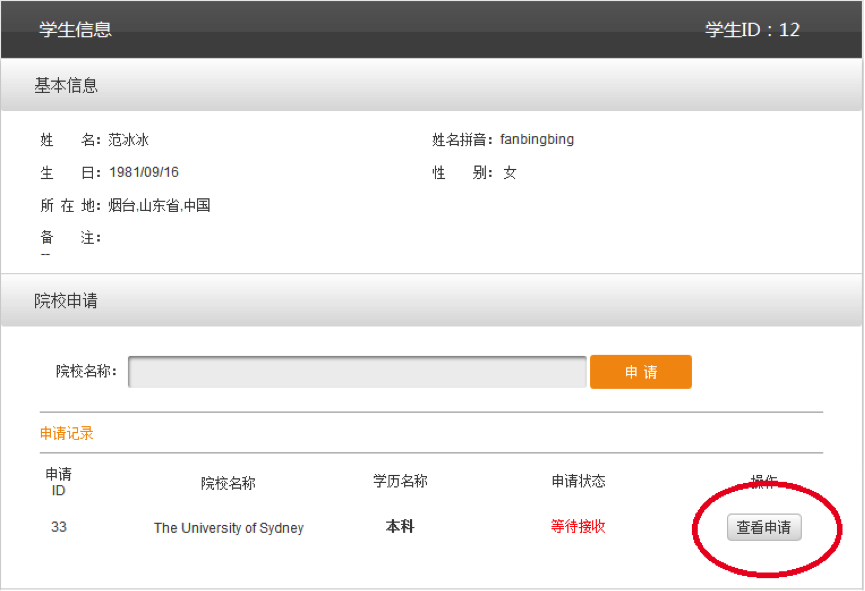 学生信息 学生ID：12
基本信息
姓 名：范冰冰 姓名拼音：fanbingbing
生 日：1981/09/16 性 别：女
所 在 地：烟台,山东省,中国
备 注：
--
院校申请
院校名称： 申 请
申请记录
申请ID 院校名称 学历名称 申请状态 操作
33 The University of Sydney 本科 等待接收 查看申请